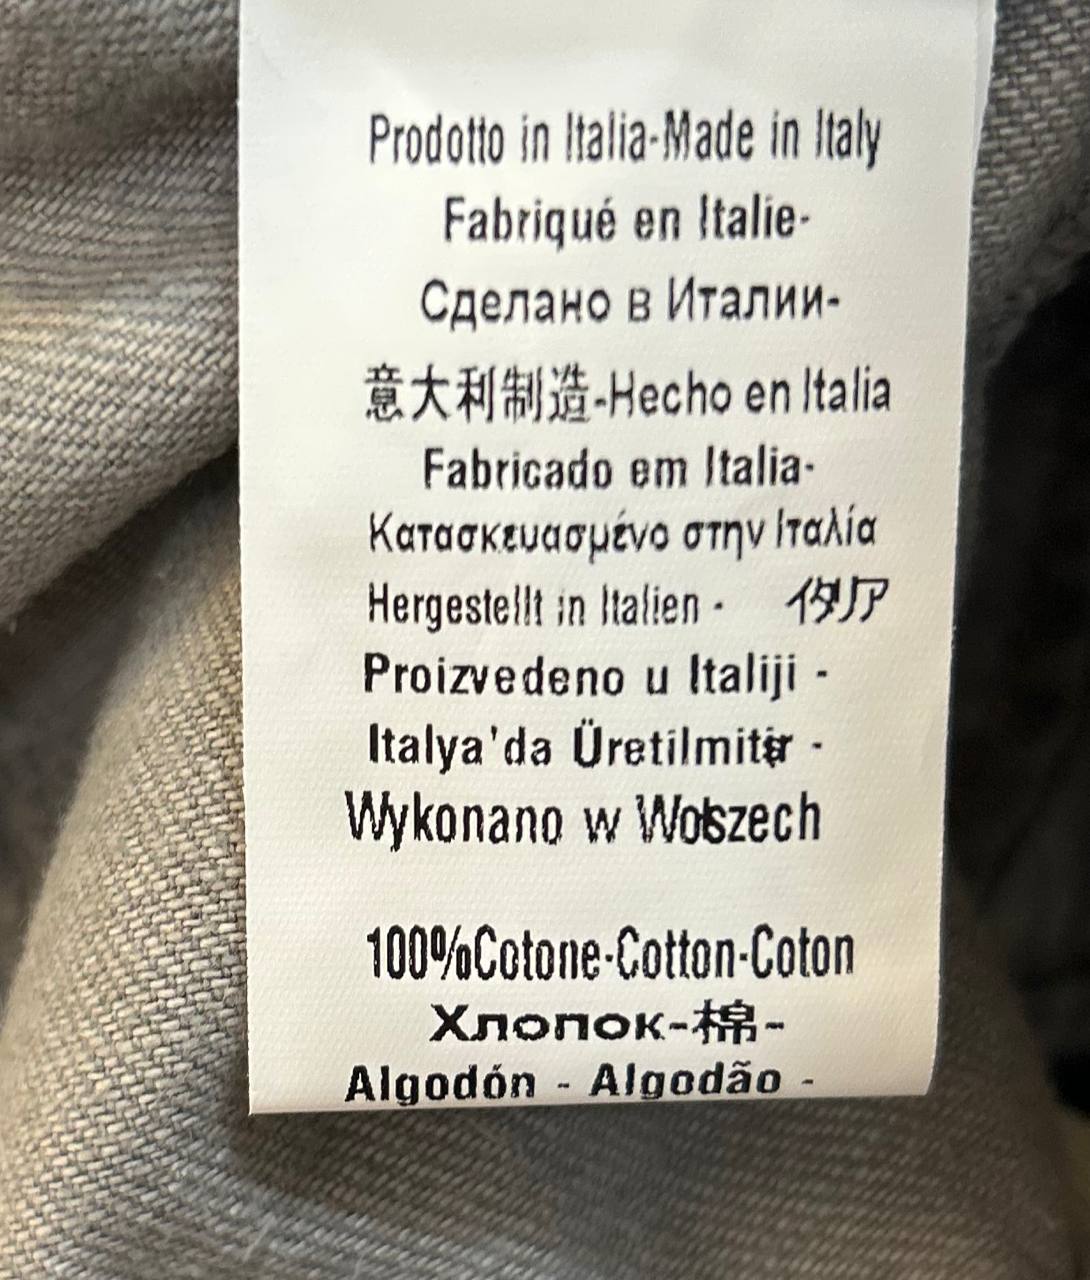 Prodotto in Italia-Made in Italy
Fabriqué en Italie-
Сделано в Италии-
意大利制造-Hecho en Italia
Fabricado em Italia-
Κατασκευασμένο στην Ιταλία
Hergestellt in Italien - イタリア
Proizvedeno u Italiji -
Italya'da Üretilmitir -
Wykonano w Wolszech
100%Cotone-Cotton-Coton
Хлопок-棉-
Algodón - Algodão -